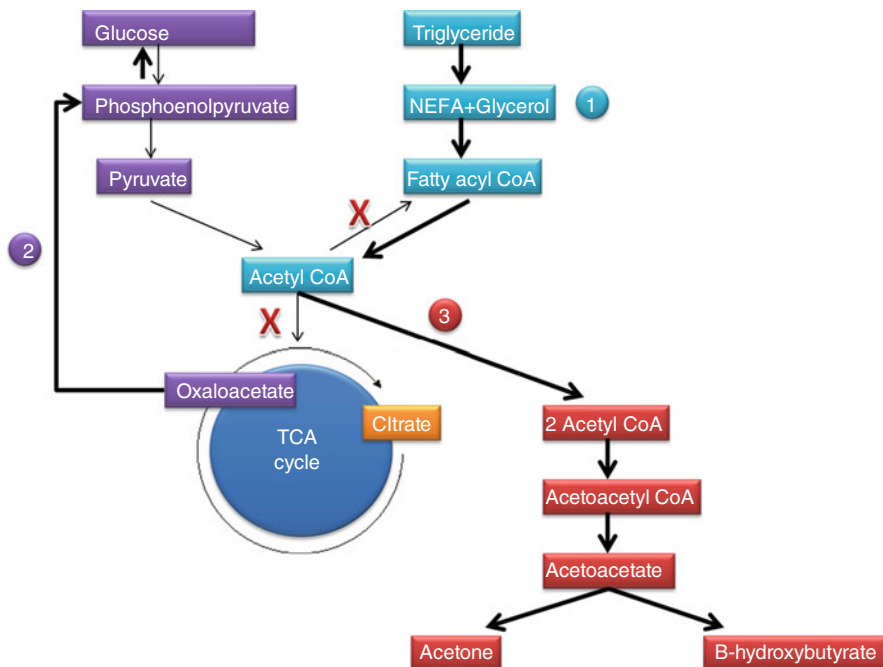 Glucose
Triglyceride
Phosphoenolpyruvate
NEFA+Glycerol
1
Pyruvate
Fatty acyl CoA
X
2
Acetyl CoA
X
3
Oxaloacetate
CItrate
TCA
cycle
2 Acetyl CoA
Acetoacetyl CoA
Acetoacetate
Acetone
B-hydroxybutyrate